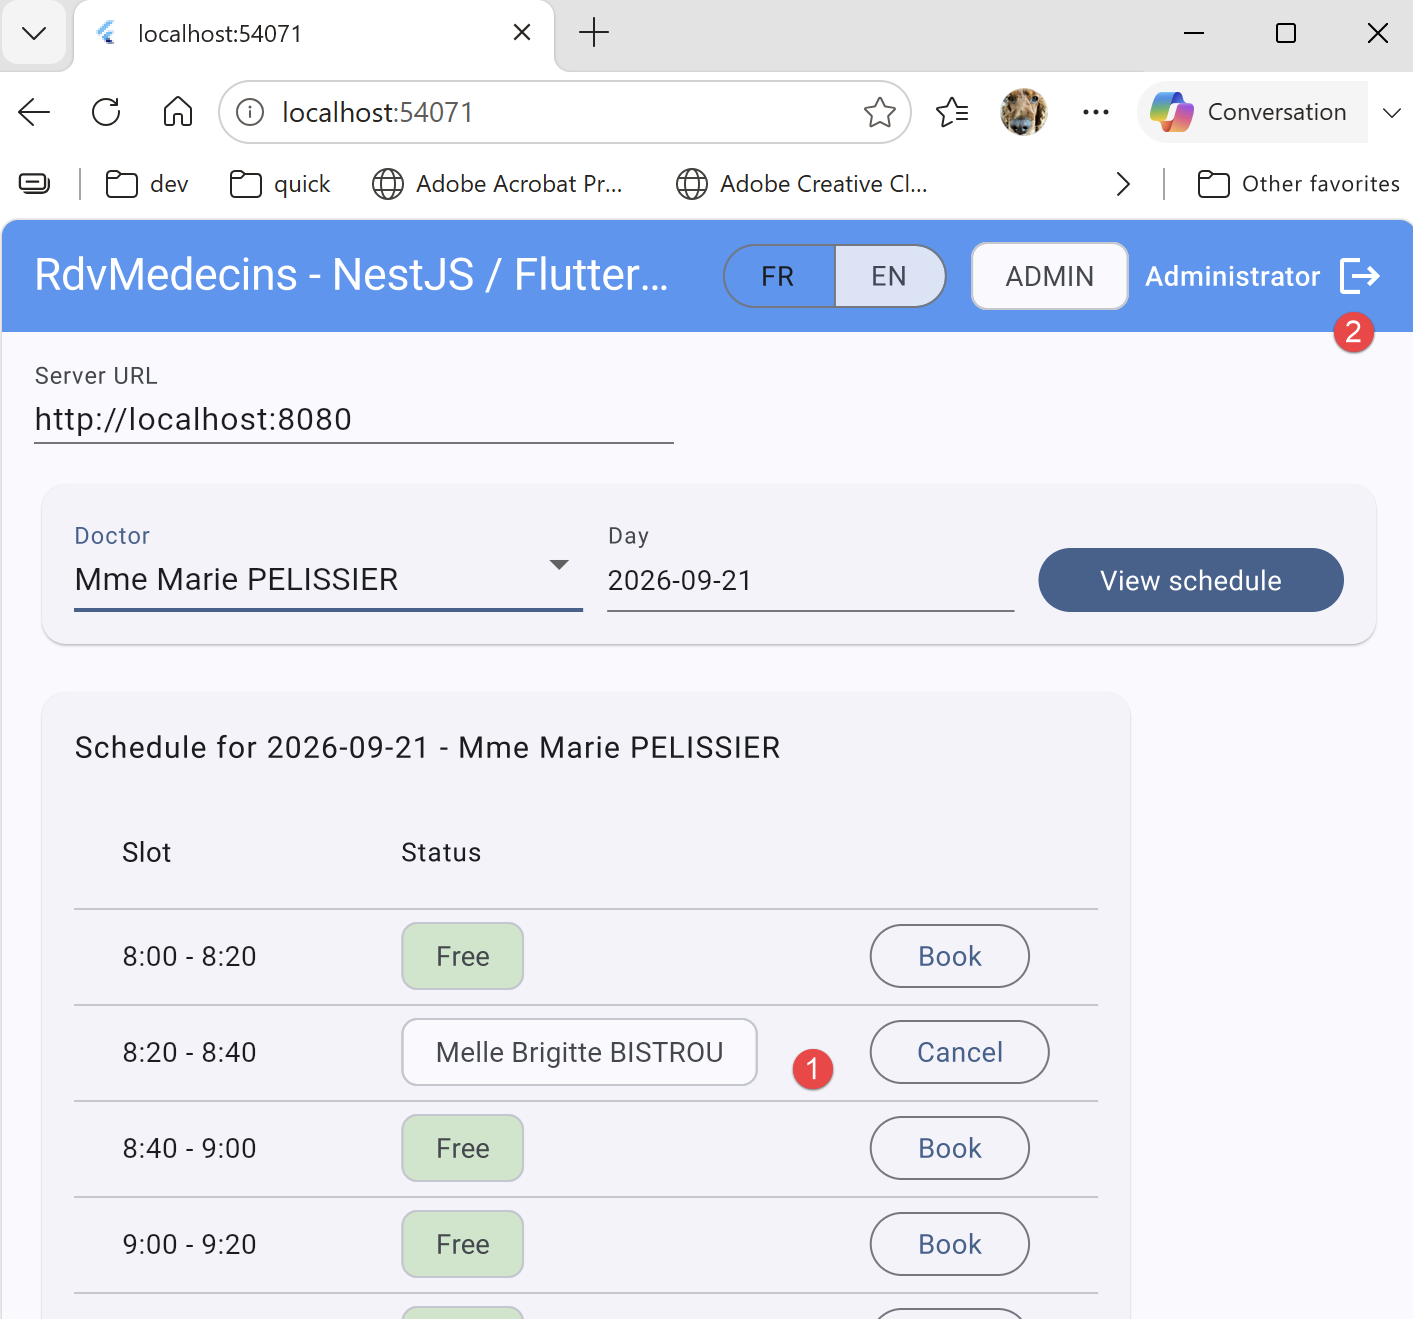 localhost:54071
localhost:54071
Conversation
dev
quick
Adobe Acrobat Pr...
Adobe Creative Cl...
Other favorites
RdvMedecins - NestJS / Flutter...
FR
EN
ADMIN
Administrator
2
Server URL
http://localhost:8080
Doctor
Day
Mme Marie PELISSIER
2026-09-21
View schedule
Schedule for 2026-09-21 - Mme Marie PELISSIER
Slot
Status
8:00 - 8:20
Free
Book
8:20 - 8:40
Melle Brigitte BISTROU
1
Cancel
8:40 - 9:00
Free
Book
9:00 - 9:20
Free
Book